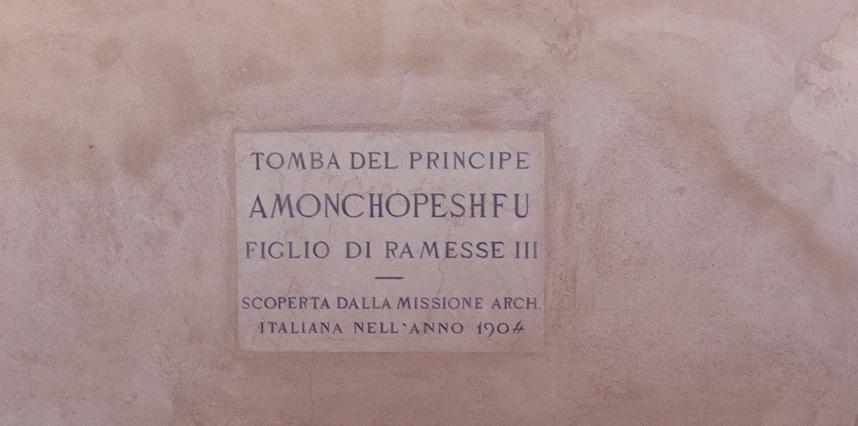 TOMBA DEL PRINCIPE
AMONCHOPESHFU
FIGLIO DI RAMESSE III
—
SCOPERTA DALLA MISSIONE ARCH.
ITALIANA NELL'ANNO 1904